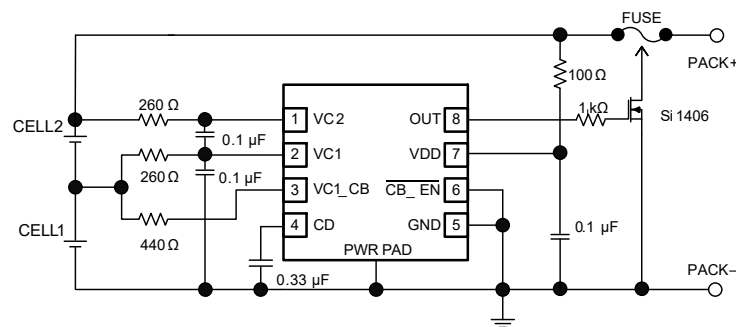 FUSE
PACK+
100 Ω
260 Ω
1 kΩ
Si 1406
CELL2
1 VC2 OUT 8
0.1 µF
2 VC1 VDD 7
260 Ω
0.1 µF
3 VC1_CB CB_EN 6
CELL1
4 CD GND 5
0.1 µF
440 Ω
PWR PAD
0.33 µF
PACK–